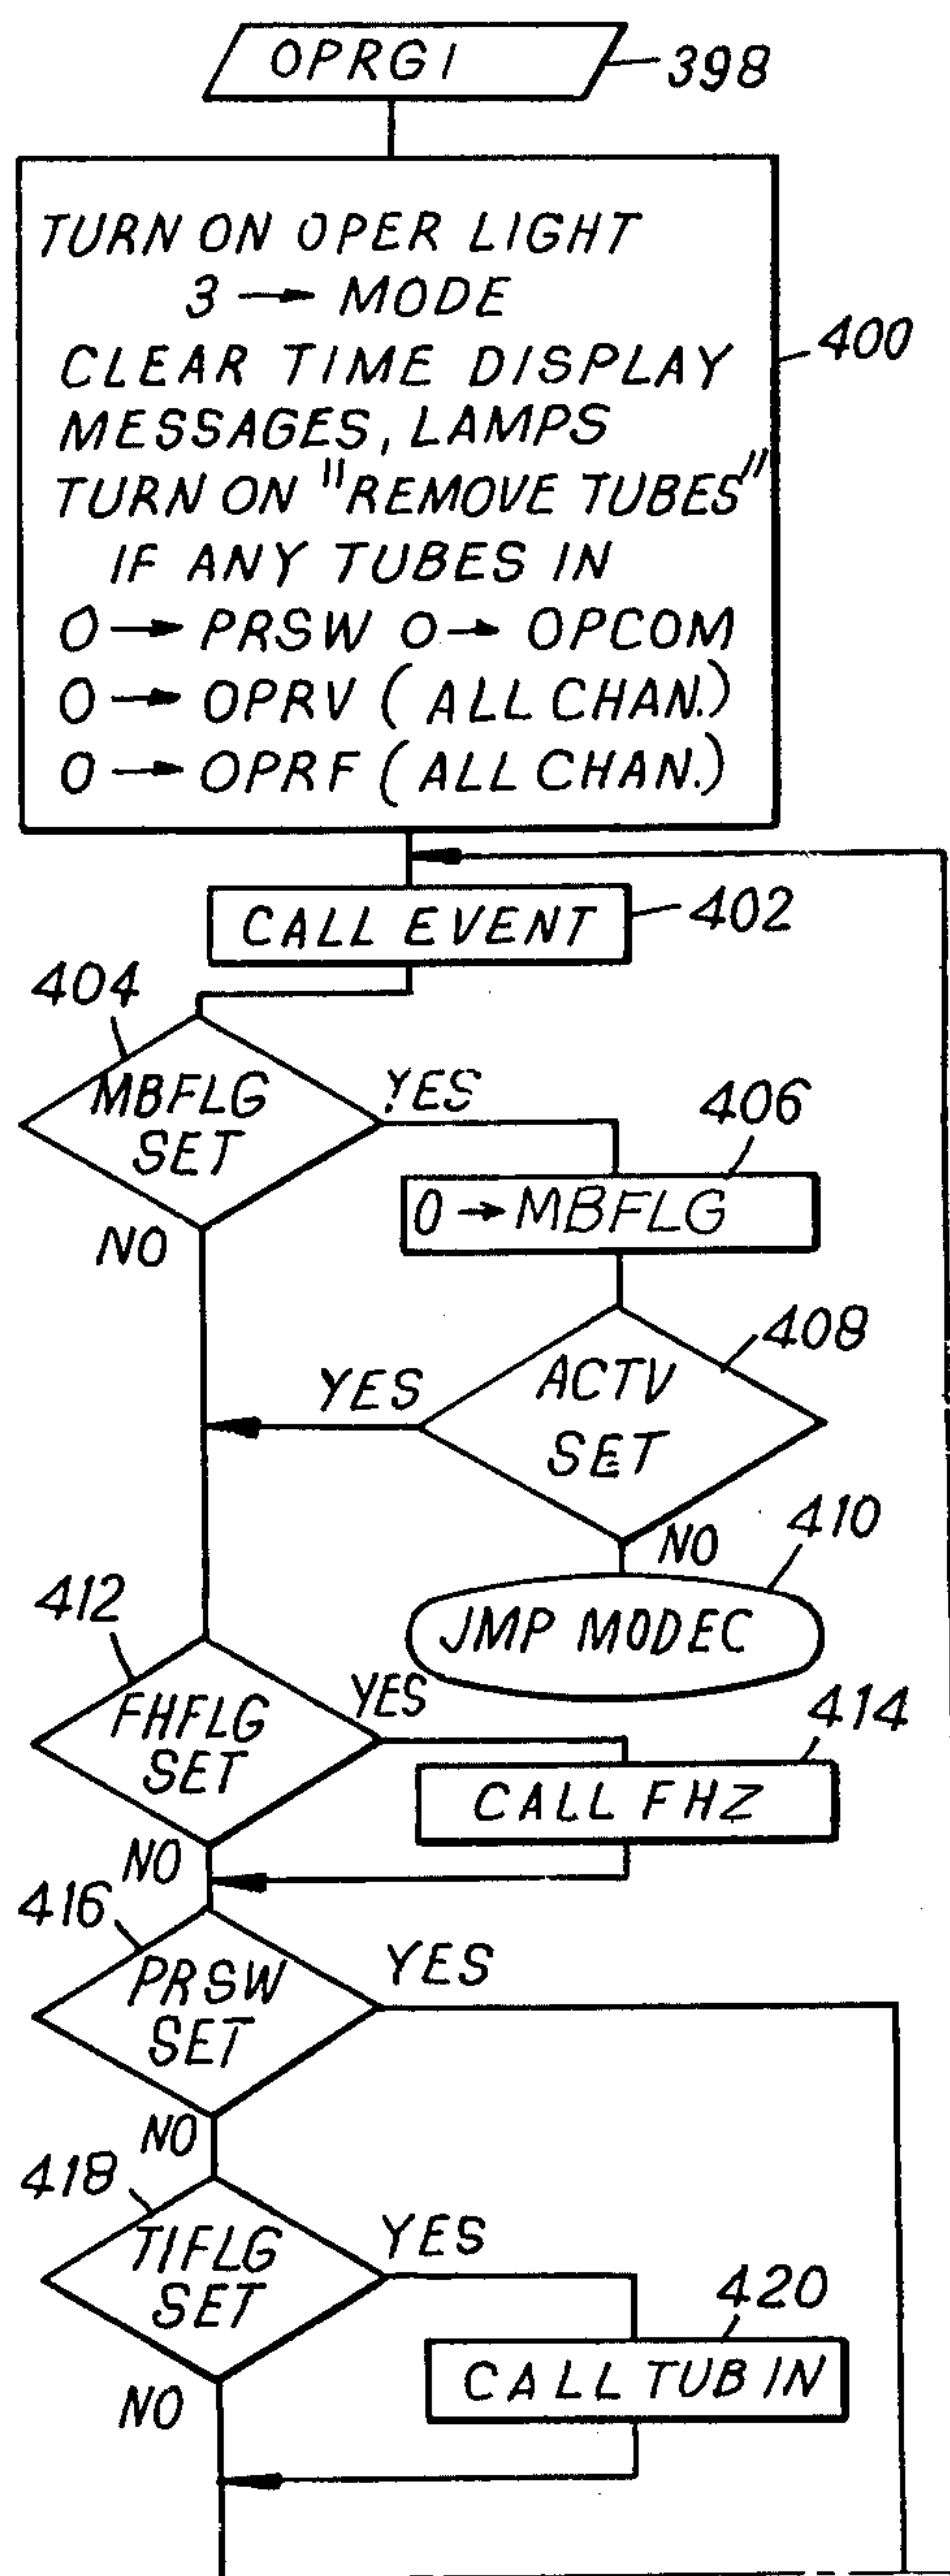 OPRG1
398
TURN ON OPER LIGHT
3 → MODE
400
CLEAR TIME DISPLAY
MESSAGES, LAMPS
TURN ON "REMOVE TUBES"
IF ANY TUBES IN
0 → PRSW 0 → OPCOM
0 → OPRV (ALL CHAN.)
0 → OPRF (ALL CHAN.)
CALL EVENT
402
404
MBFLG
SET
YES
NO
406
0 → MBFLG
408
ACTV
SET
YES
NO
410
JMP MODEC
412
FHFLG
SET
YES
NO
414
CALL FHZ
416
PRSW
SET
YES
NO
418
TIFLG
SET
YES
NO
420
CALL TUB IN